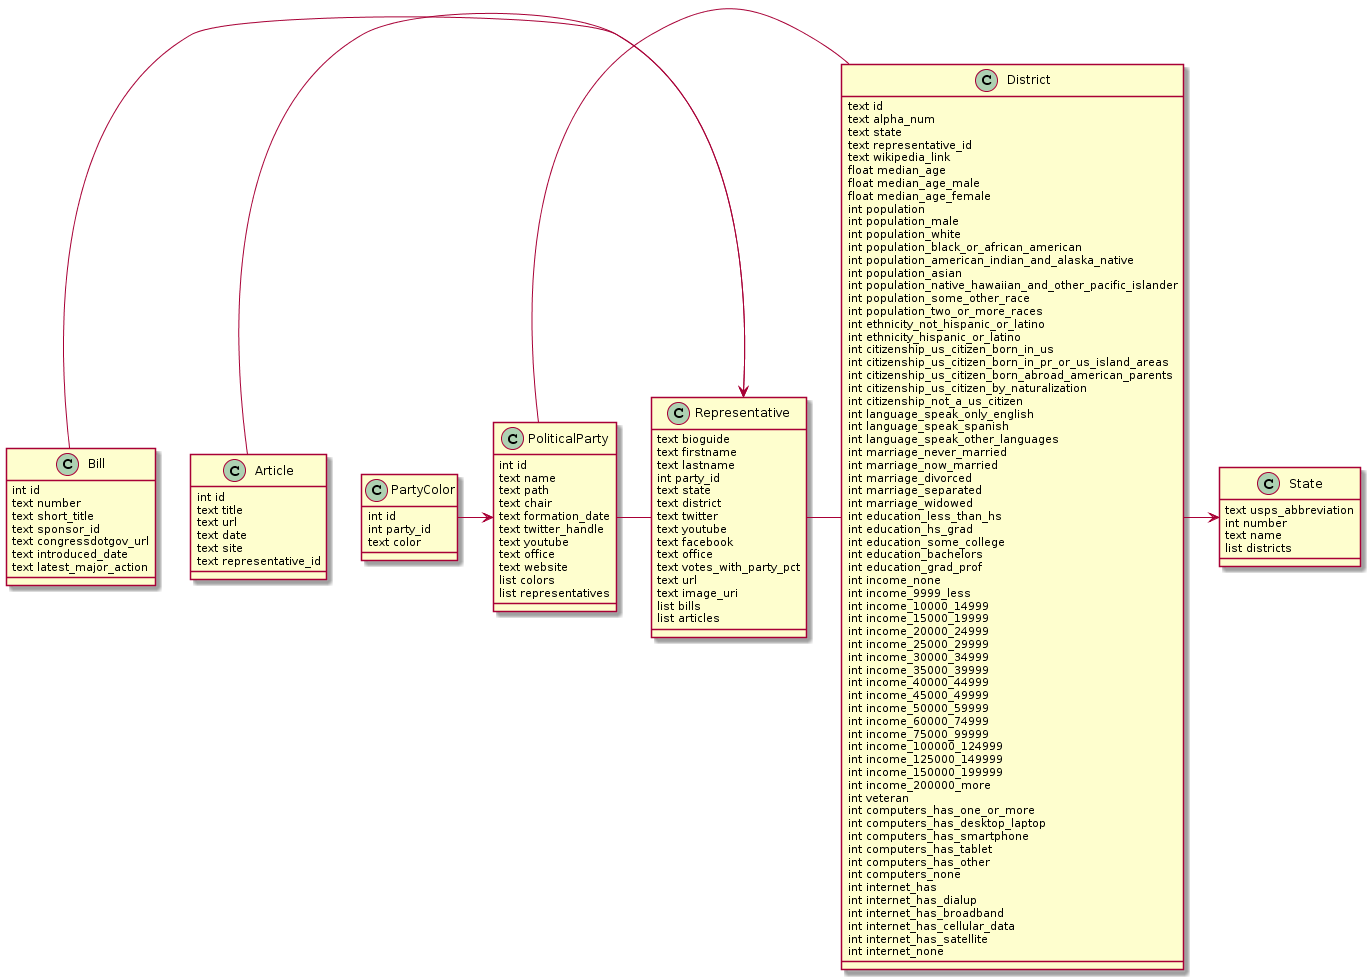 C District
text id
text alpha_num
text state
text representative_id
text wikipedia_link
float median_age
float median_age_male
float median_age_female
int population
int population_male
int population_white
int population_black_or_african_american
int population_american_indian_and_alaska_native
int population_asian
int population_native_hawaiian_and_other_pacific_islander
int population_some_other_race
int population_two_or_more_races
int ethnicity_not_hispanic_or_latino
int ethnicity_hispanic_or_latino
int citizenship_us_citizen_born_in_us
int citizenship_us_citizen_born_in_pr_or_us_island_areas
int citizenship_us_citizen_born_abroad_american_parents
int citizenship_us_citizen_by_naturalization
int citizenship_not_a_us_citizen
int language_speak_only_english
int language_speak_spanish
int language_speak_other_languages
int marriage_never_married
int marriage_now_married
int marriage_divorced
int marriage_separated
int marriage_widowed
int education_less_than_hs
int education_hs_grad
int education_some_college
int education_bachelors
int education_grad_prof
int income_none
int income_9999_less
int income_10000_14999
int income_15000_19999
int income_20000_24999
int income_25000_29999
int income_30000_34999
int income_35000_39999
int income_40000_44999
int income_45000_49999
int income_50000_59999
int income_60000_74999
int income_75000_99999
int income_100000_124999
int income_125000_149999
int income_150000_199999
int income_200000_more
int veteran
int computers_has_one_or_more
int computers_has_desktop_laptop
int computers_has_smartphone
int computers_has_tablet
int computers_has_other
int computers_none
int internet_has
int internet_has_dialup
int internet_has_broadband
int internet_has_cellular_data
int internet_has_satellite
int internet_none
C Bill
int id
text number
text short_title
text sponsor_id
text congressdotgov_url
text introduced_date
text latest_major_action
C Article
int id
text title
text url
text date
text site
text representative_id
C PartyColor
int id
int party_id
text color
C PoliticalParty
int id
text name
text path
text chair
text formation_date
text twitter_handle
text youtube
text office
text website
list colors
list representatives
C Representative
text bioguide
text firstname
text lastname
int party_id
text state
text district
text twitter
text youtube
text facebook
text office
text votes_with_party_pct
text url
text image_uri
list bills
list articles
C State
text usps_abbreviation
int number
text name
list districts